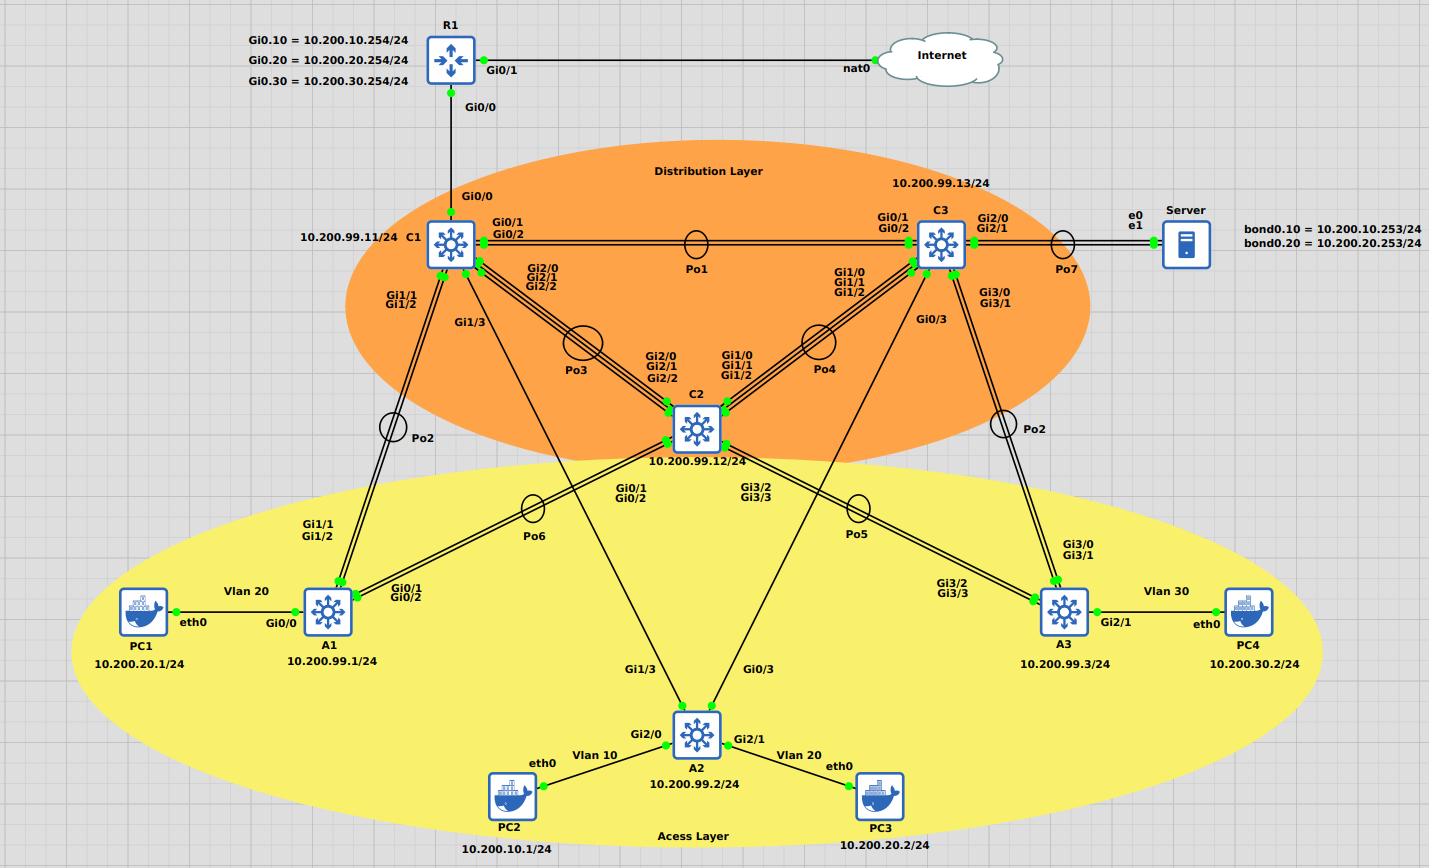 R1
Gi0.10 = 10.200.10.254/24
Gi0.20 = 10.200.20.254/24
Gi0.30 = 10.200.30.254/24
Gi0/1
nat0
Internet
Gi0/0
Distribution Layer
10.200.99.13/24
Gi0/0
C3
Server
10.200.99.11/24 C1
Gi0/1
Gi0/2
Gi0/1
Gi0/2
Gi2/0
Gi2/1
e0
e1
bond0.10 = 10.200.10.253/24
bond0.20 = 10.200.20.253/24
Po1
Po7
Gi2/0
Gi2/1
Gi2/2
Gi1/0
Gi1/1
Gi1/2
Gi1/1
Gi1/2
Gi3/0
Gi3/1
Gi1/3
Gi0/3
Po3
Po4
Gi2/0
Gi2/1
Gi2/2
Gi1/0
Gi1/1
Gi1/2
C2
10.200.99.12/24
Po2
Po2
Gi0/1
Gi0/2
Gi3/2
Gi3/3
Po6
Po5
Gi1/1
Gi1/2
Gi3/0
Gi3/1
Vlan 20
Gi0/1
Gi0/2
Gi3/2
Gi3/3
Vlan 30
eth0
Gi0/0
Gi2/1
eth0
PC1
10.200.20.1/24
A1
10.200.99.1/24
A3
10.200.99.3/24
PC4
10.200.30.2/24
Gi1/3
Gi0/3
Gi2/0
Gi2/1
Vlan 10
Vlan 20
eth0
eth0
A2
10.200.99.2/24
PC2
10.200.10.1/24
PC3
10.200.20.2/24
Acess Layer